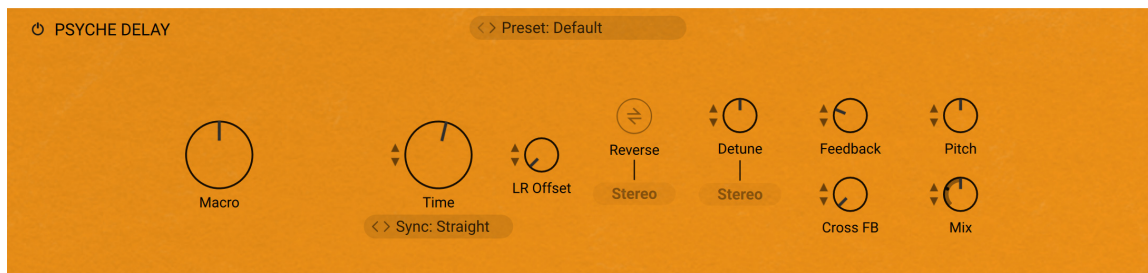 PSYCHE DELAY
Preset: Default
Macro
Time
Sync: Straight
LR Offset
Reverse
Stereo
Detune
Stereo
Feedback
Cross FB
Pitch
Mix